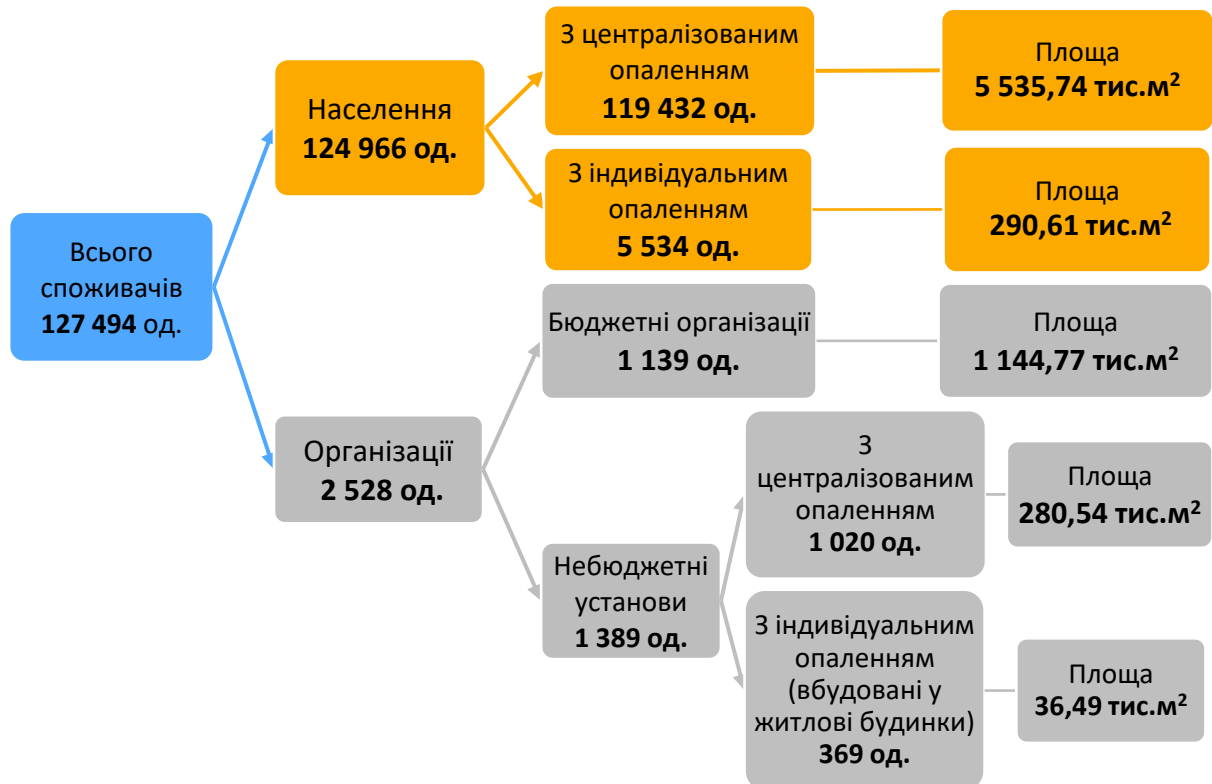 Всього
споживачів
127 494 од.
Населення
124 966 од.
З централізованим
опаленням
119 432 од.
Площа
5 535,74 тис.м²
З індивідуальним
опаленням
5 534 од.
Площа
290,61 тис.м²
Організації
2 528 од.
Бюджетні організації
1 139 од.
Площа
1 144,77 тис.м²
Небюджетні
установи
1 389 од.
З
централізованим
опаленням
1 020 од.
Площа
280,54 тис.м²
З індивідуальним
опаленням
(вбудовані у
житлові будинки)
369 од.
Площа
36,49 тис.м²